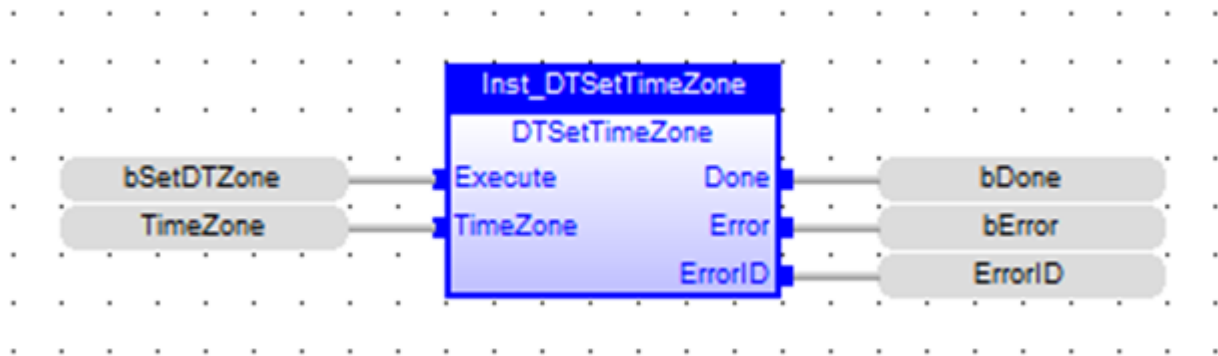 Inst_DTSetTimeZone
DTSetTimeZone
bSetDTZone Execute Done bDone
TimeZone TimeZone Error bError
ErrorID ErrorID